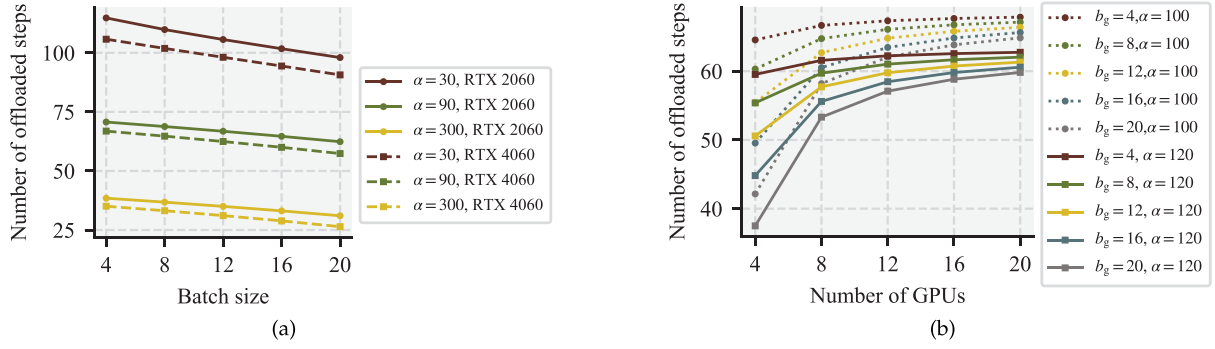 Number of offloaded steps
100
75
50
25
4 8 12 16 20
Batch size
(a)
α = 30, RTX 2060
α = 90, RTX 2060
α = 300, RTX 2060
α = 30, RTX 4060
α = 90, RTX 4060
α = 300, RTX 4060
Number of offloaded steps
60
50
40
4 8 12 16 20
Number of GPUs
(b)
b_g = 4,α = 100
b_g = 8,α = 100
b_g = 12,α = 100
b_g = 16,α = 100
b_g = 20,α = 100
b_g = 4, α = 120
b_g = 8, α = 120
b_g = 12, α = 120
b_g = 16, α = 120
b_g = 20, α = 120